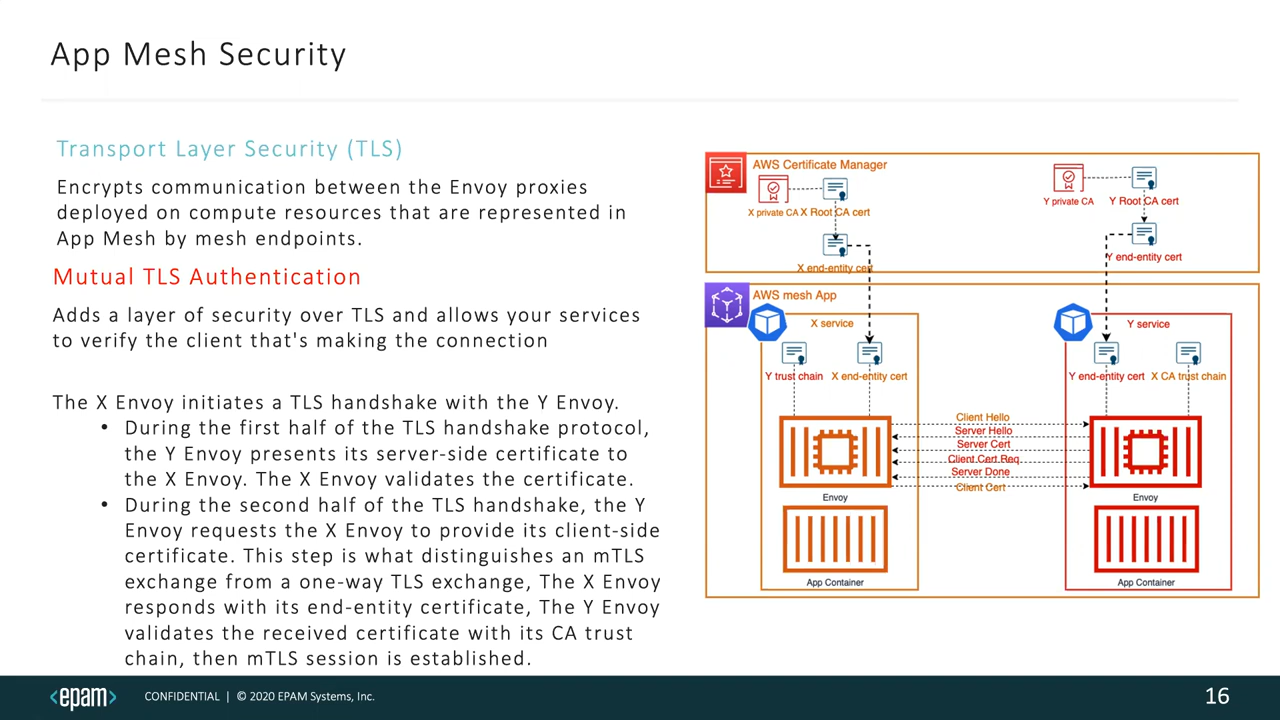 App Mesh Security
Transport Layer Security (TLS)
Encrypts communication between the Envoy proxies
deployed on compute resources that are represented in
App Mesh by mesh endpoints.
Mutual TLS Authentication
Adds a layer of security over TLS and allows your services
to verify the client that's making the connection
The X Envoy initiates a TLS handshake with the Y Envoy.
• During the first half of the TLS handshake protocol,
the Y Envoy presents its server-side certificate to
the X Envoy. The X Envoy validates the certificate.
• During the second half of the TLS handshake, the Y
Envoy requests the X Envoy to provide its client-side
certificate. This step is what distinguishes an mTLS
exchange from a one-way TLS exchange, The X Envoy
responds with its end-entity certificate, The Y Envoy
validates the received certificate with its CA trust
chain, then mTLS session is established.
AWS Certificate Manager
X private CA
X Root CA cert
Y private CA
Y Root CA cert
X end-entity cert
Y end-entity cert
AWS mesh App
X service
Y service
Y trust chain
X end-entity cert
Y end-entity cert
X CA trust chain
Client Hello
Server Hello
Server Cert
Client Cert Req
Server Done
Client Cert
Envoy
Envoy
App Container
App Container
<epam>
CONFIDENTIAL | © 2020 EPAM Systems, Inc.
16